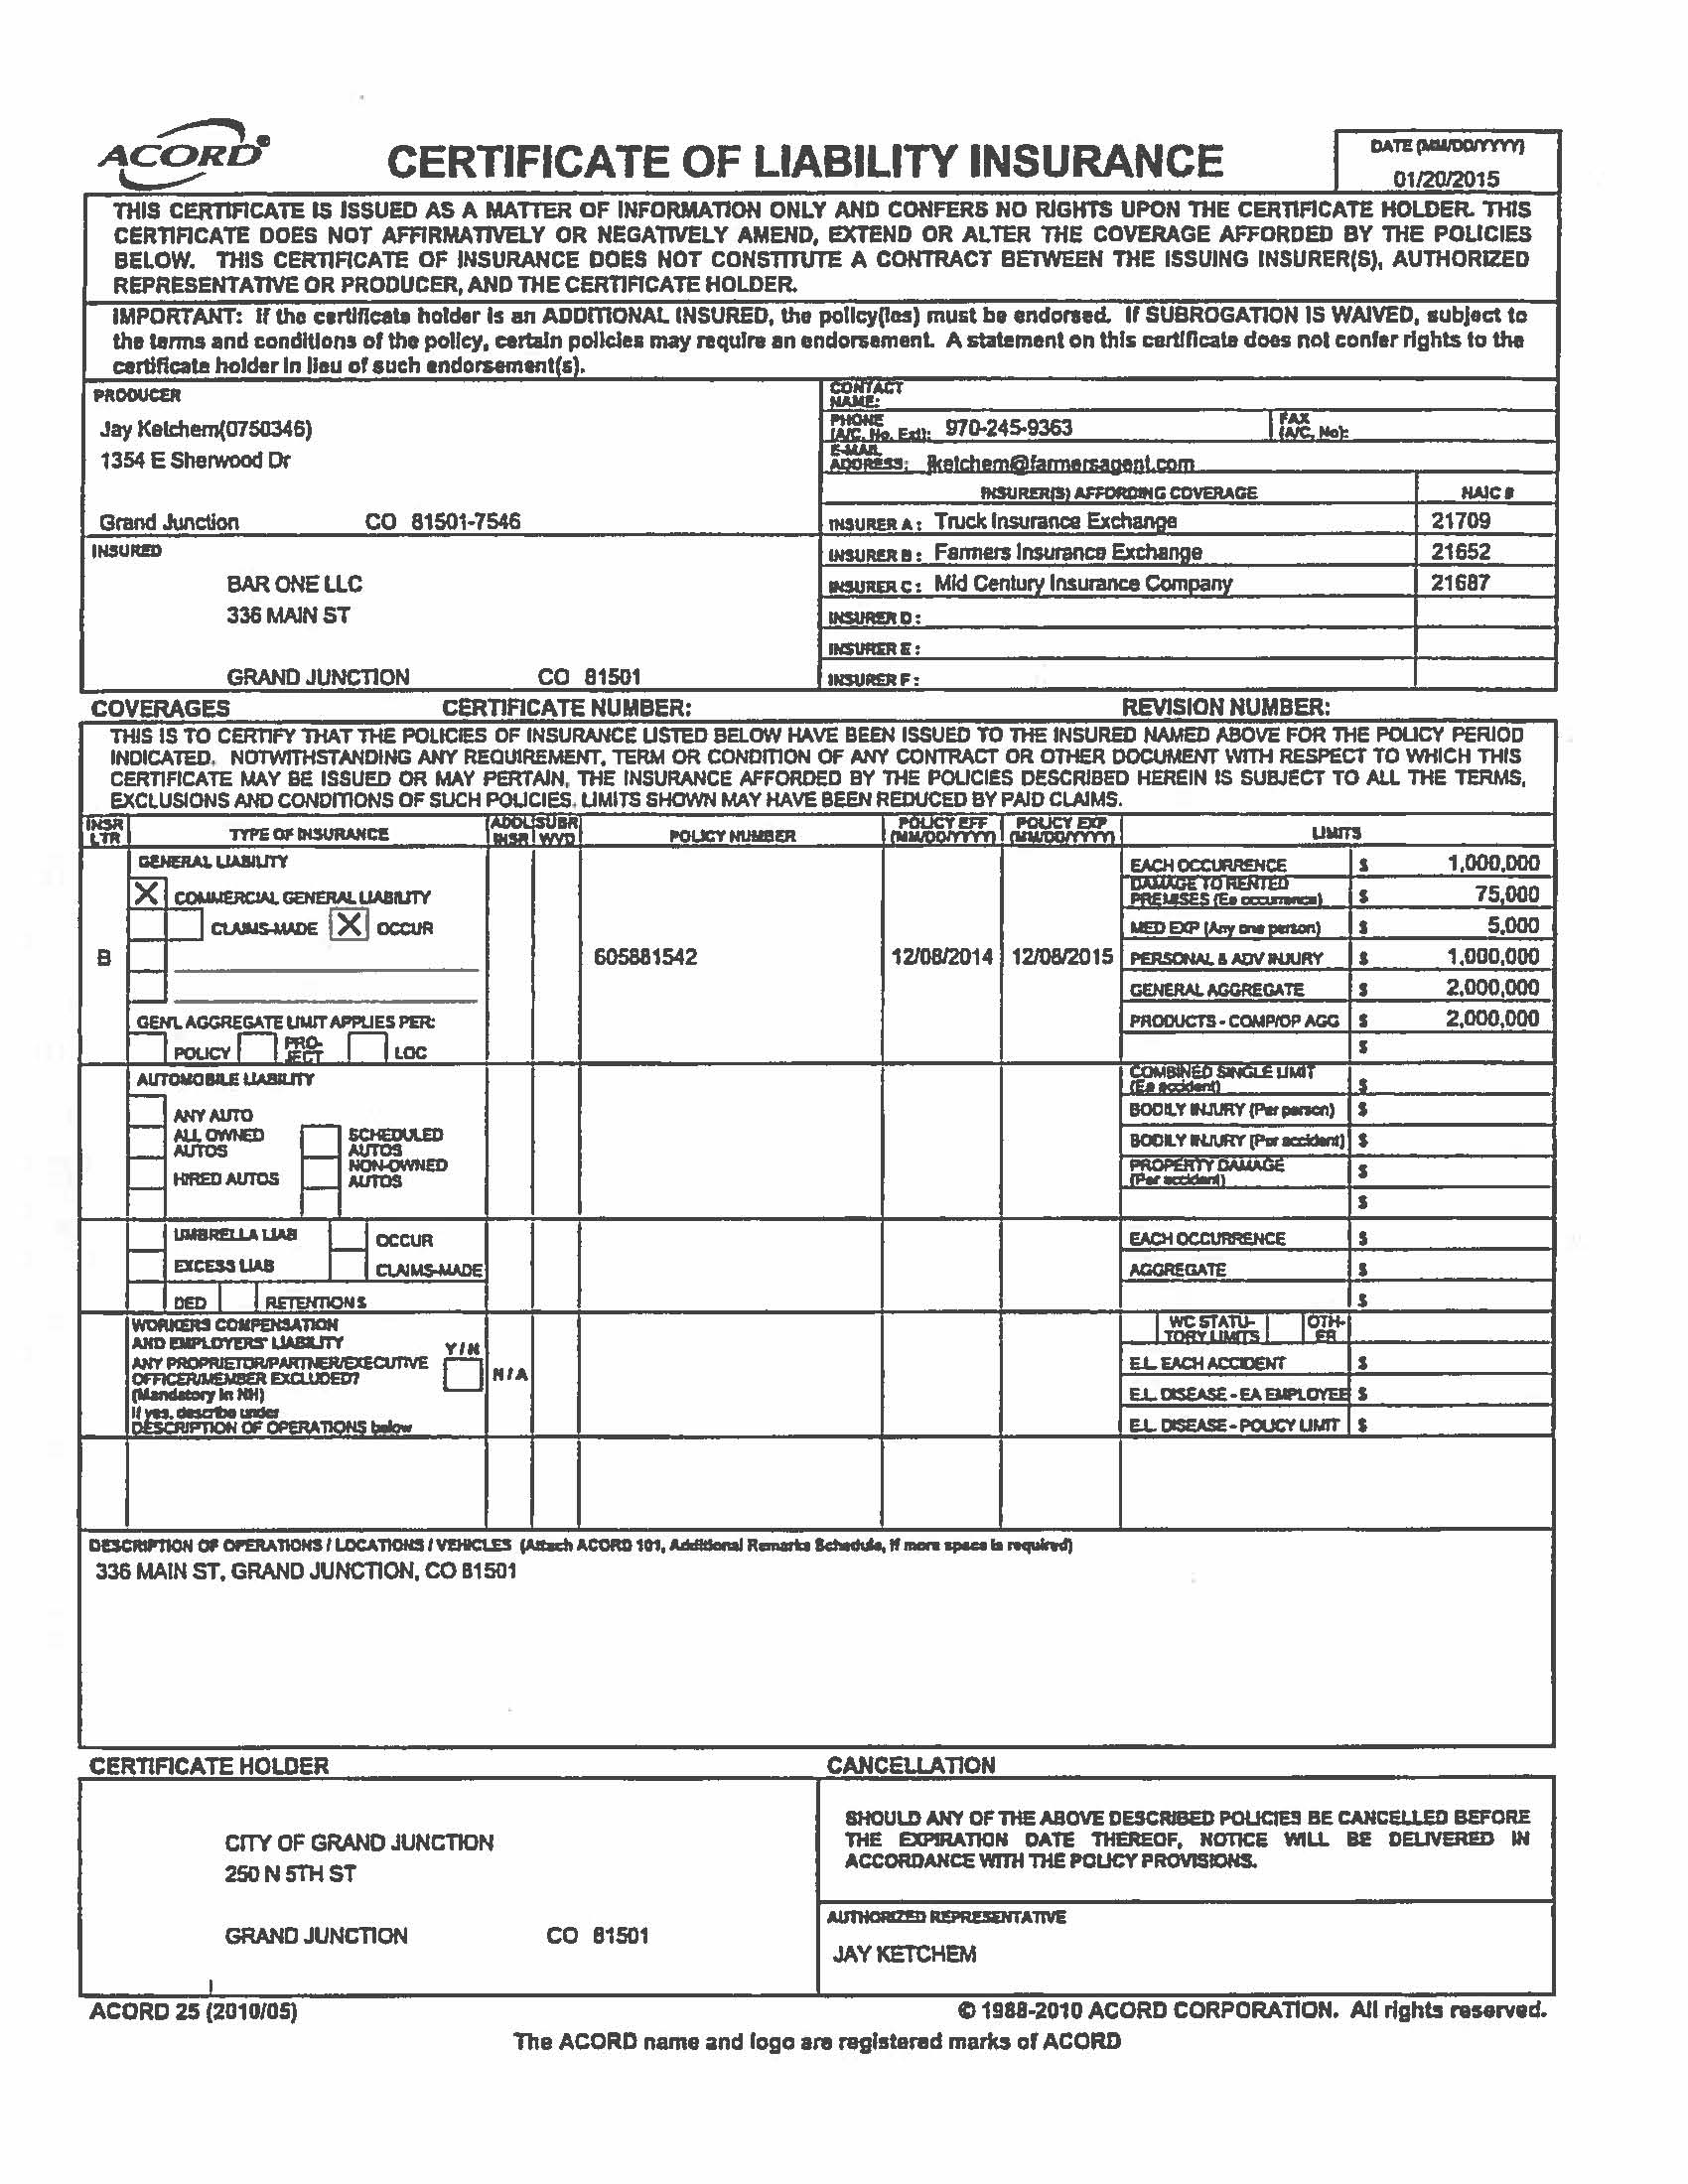 ACORD®
CERTIFICATE OF LIABILITY INSURANCE
DATE (MM/DD/YYYY)
01/20/2015
THIS CERTIFICATE IS ISSUED AS A MATTER OF INFORMATION ONLY AND CONFERS NO RIGHTS UPON THE CERTIFICATE HOLDER. THIS
CERTIFICATE DOES NOT AFFIRMATIVELY OR NEGATIVELY AMEND, EXTEND OR ALTER THE COVERAGE AFFORDED BY THE POLICIES
BELOW. THIS CERTIFICATE OF INSURANCE DOES NOT CONSTITUTE A CONTRACT BETWEEN THE ISSUING INSURER(S), AUTHORIZED
REPRESENTATIVE OR PRODUCER, AND THE CERTIFICATE HOLDER.
IMPORTANT: If the certificate holder is an ADDITIONAL INSURED, the policy(ies) must be endorsed. If SUBROGATION IS WAIVED, subject to
the terms and conditions of the policy, certain policies may require an endorsement. A statement on this certificate does not confer rights to the
certificate holder in lieu of such endorsement(s).
PRODUCER
Jay Ketchem(0750346)
1354 E Sherwood Dr
Grand Junction CO 81501-7546
CONTACT
NAME:
PHONE
(A/C, No, Ext): 970-245-9363
FAX
(A/C, No):
E-MAIL
ADDRESS: jketchem@farmersagent.com
INSURER(S) AFFORDING COVERAGE NAIC #
INSURER A : Truck Insurance Exchange 21709
INSURED
BAR ONE LLC
336 MAIN ST
GRAND JUNCTION CO 81501
INSURER B : Farmers Insurance Exchange 21652
INSURER C : Mid Century Insurance Company 21687
INSURER D :
INSURER E :
INSURER F :
COVERAGES CERTIFICATE NUMBER: REVISION NUMBER:
THIS IS TO CERTIFY THAT THE POLICIES OF INSURANCE LISTED BELOW HAVE BEEN ISSUED TO THE INSURED NAMED ABOVE FOR THE POLICY PERIOD
INDICATED. NOTWITHSTANDING ANY REQUIREMENT, TERM OR CONDITION OF ANY CONTRACT OR OTHER DOCUMENT WITH RESPECT TO WHICH THIS
CERTIFICATE MAY BE ISSUED OR MAY PERTAIN, THE INSURANCE AFFORDED BY THE POLICIES DESCRIBED HEREIN IS SUBJECT TO ALL THE TERMS,
EXCLUSIONS AND CONDITIONS OF SUCH POLICIES. LIMITS SHOWN MAY HAVE BEEN REDUCED BY PAID CLAIMS.
INSR
LTR
TYPE OF INSURANCE
ADDL SUBR
INSR WVD
POLICY NUMBER
POLICY EFF
(MM/DD/YYYY)
POLICY EXP
(MM/DD/YYYY)
LIMITS
B
GENERAL LIABILITY
X COMMERCIAL GENERAL LIABILITY
CLAIMS-MADE X OCCUR
GEN'L AGGREGATE LIMIT APPLIES PER:
POLICY PRO-
JECT LOC
605881542
12/08/2014 12/08/2015
EACH OCCURRENCE $ 1,000,000
DAMAGE TO RENTED
PREMISES (Ea occurrence) $ 75,000
MED EXP (Any one person) $ 5,000
PERSONAL & ADV INJURY $ 1,000,000
GENERAL AGGREGATE $ 2,000,000
PRODUCTS - COMP/OP AGG $ 2,000,000
$
AUTOMOBILE LIABILITY
ANY AUTO
ALL OWNED
AUTOS
SCHEDULED
AUTOS
HIRED AUTOS
NON-OWNED
AUTOS
COMBINED SINGLE LIMIT
(Ea accident) $
BODILY INJURY (Per person) $
BODILY INJURY (Per accident) $
PROPERTY DAMAGE
(Per accident) $
$
UMBRELLA LIAB OCCUR
EXCESS LIAB CLAIMS-MADE
DED RETENTION $
EACH OCCURRENCE $
AGGREGATE $
$
WORKERS COMPENSATION
AND EMPLOYERS' LIABILITY
Y / N
ANY PROPRIETOR/PARTNER/EXECUTIVE
OFFICER/MEMBER EXCLUDED?
(Mandatory in NH)
If yes, describe under
DESCRIPTION OF OPERATIONS below
N / A
WC STATU-
TORY LIMITS
OTH-
ER
E.L. EACH ACCIDENT $
E.L. DISEASE - EA EMPLOYEE $
E.L. DISEASE - POLICY LIMIT $
DESCRIPTION OF OPERATIONS / LOCATIONS / VEHICLES (Attach ACORD 101, Additional Remarks Schedule, if more space is required)
336 MAIN ST, GRAND JUNCTION, CO 81501
CERTIFICATE HOLDER
CITY OF GRAND JUNCTION
250 N 5TH ST
GRAND JUNCTION CO 81501
CANCELLATION
SHOULD ANY OF THE ABOVE DESCRIBED POLICIES BE CANCELLED BEFORE
THE EXPIRATION DATE THEREOF, NOTICE WILL BE DELIVERED IN
ACCORDANCE WITH THE POLICY PROVISIONS.
AUTHORIZED REPRESENTATIVE
JAY KETCHEM
ACORD 25 (2010/05)
© 1988-2010 ACORD CORPORATION. All rights reserved.
The ACORD name and logo are registered marks of ACORD